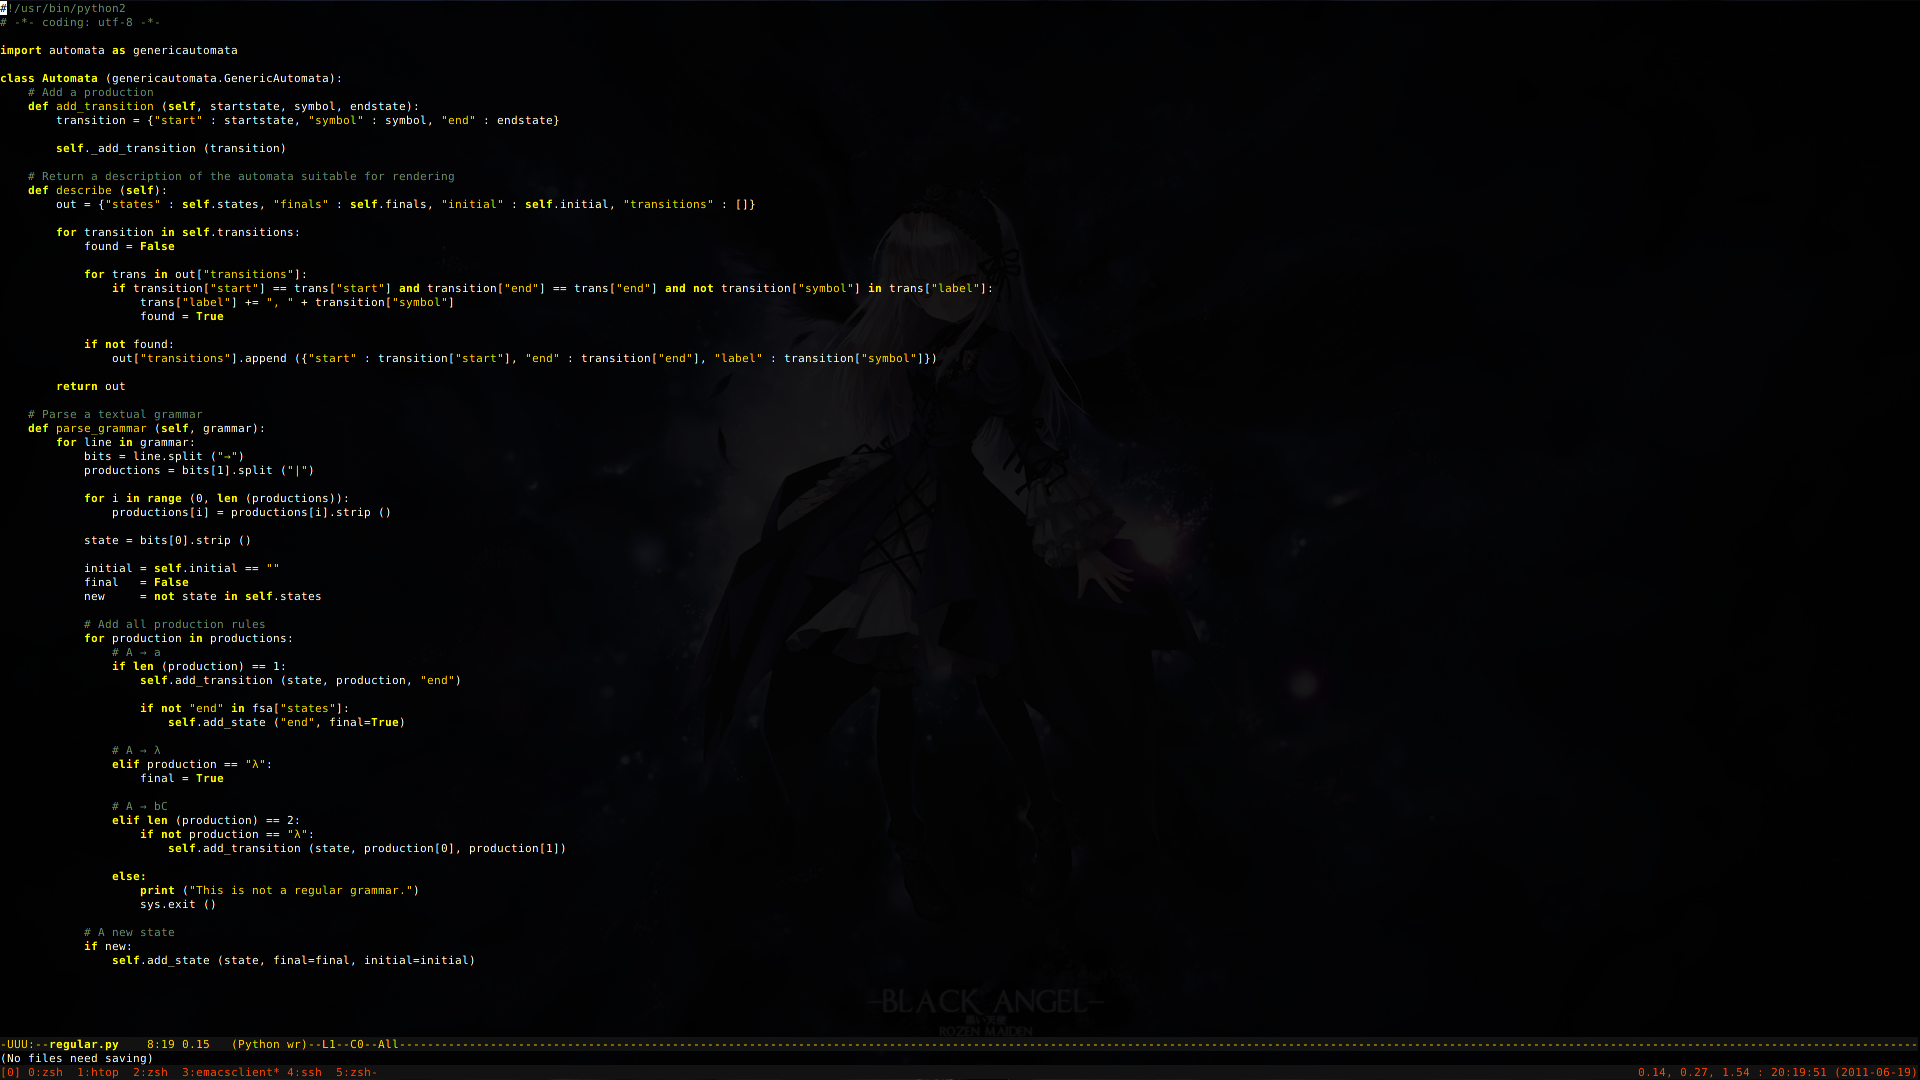 #!/usr/bin/python2
# -*- coding: utf-8 -*-
import automata as genericautomata
class Automata (genericautomata.GenericAutomata):
    # Add a production
    def add_transition (self, startstate, symbol, endstate):
        transition = {"start" : startstate, "symbol" : symbol, "end" : endstate}
        self._add_transition (transition)
    # Return a description of the automata suitable for rendering
    def describe (self):
        out = {"states" : self.states, "finals" : self.finals, "initial" : self.initial, "transitions" : []}
        for transition in self.transitions:
            found = False
            for trans in out["transitions"]:
                if transition["start"] == trans["start"] and transition["end"] == trans["end"] and not transition["symbol"] in trans["label"]:
                    trans["label"] += ", " + transition["symbol"]
                    found = True
            if not found:
                out["transitions"].append ({"start" : transition["start"], "end" : transition["end"], "label" : transition["symbol"]})
        return out
    # Parse a textual grammar
    def parse_grammar (self, grammar):
        for line in grammar:
            bits = line.split ("→")
            productions = bits[1].split ("|")
            for i in range (0, len (productions)):
                productions[i] = productions[i].strip ()
            state = bits[0].strip ()
            initial = self.initial == ""
            final   = False
            new     = not state in self.states
            # Add all production rules
            for production in productions:
                # A → a
                if len (production) == 1:
                    self.add_transition (state, production, "end")
                    if not "end" in fsa["states"]:
                        self.add_state ("end", final=True)
                # A → λ
                elif production == "λ":
                    final = True
                # A → bC
                elif len (production) == 2:
                    if not production == "λ":
                        self.add_transition (state, production[0], production[1])
                else:
                    print ("This is not a regular grammar.")
                    sys.exit ()
            # A new state
            if new:
                self.add_state (state, final=final, initial=initial)
-BLACK ANGEL-
黒い天使
ROZEN MAIDEN
-UUU:--regular.py    8:19 0.15   (Python wr)--L1--C0--All--------------------
(No files need saving)
[0] 0:zsh  1:htop  2:zsh  3:emacsclient* 4:ssh  5:zsh-    0.14, 0.27, 1.54 : 20:19:51 (2011-06-19)